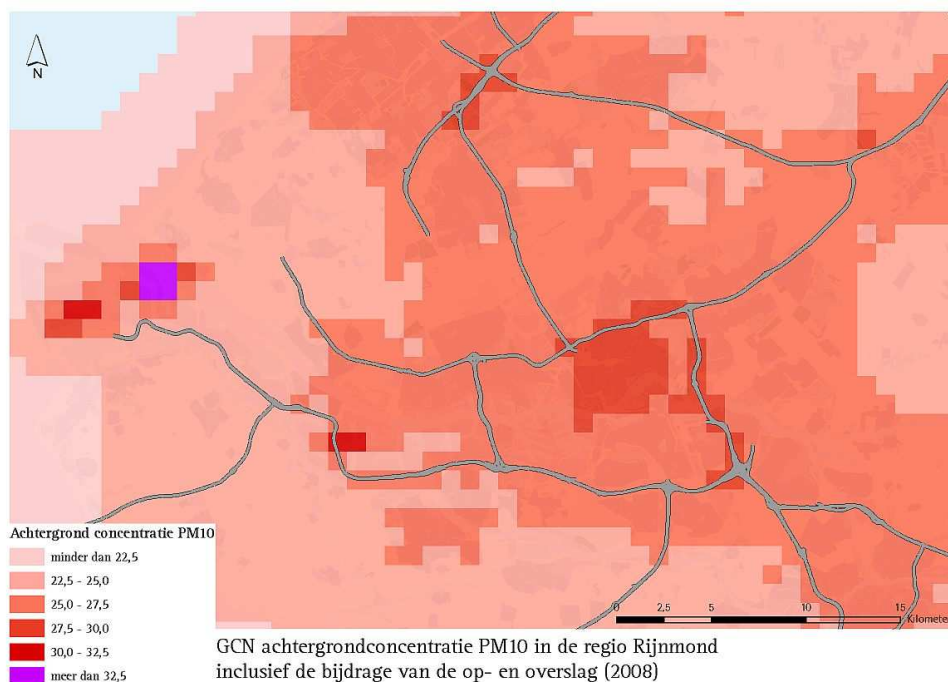 N
Achtergrond concentratie PM10
minder dan 22,5
22,5 - 25,0
25,0 - 27,5
27,5 - 30,0
30,0 - 32,5
meer dan 32,5
0 2,5 5 10 15
Kilomete
GCN achtergrondconcentratie PM10 in de regio Rijnmond
inclusief de bijdrage van de op- en overslag (2008)